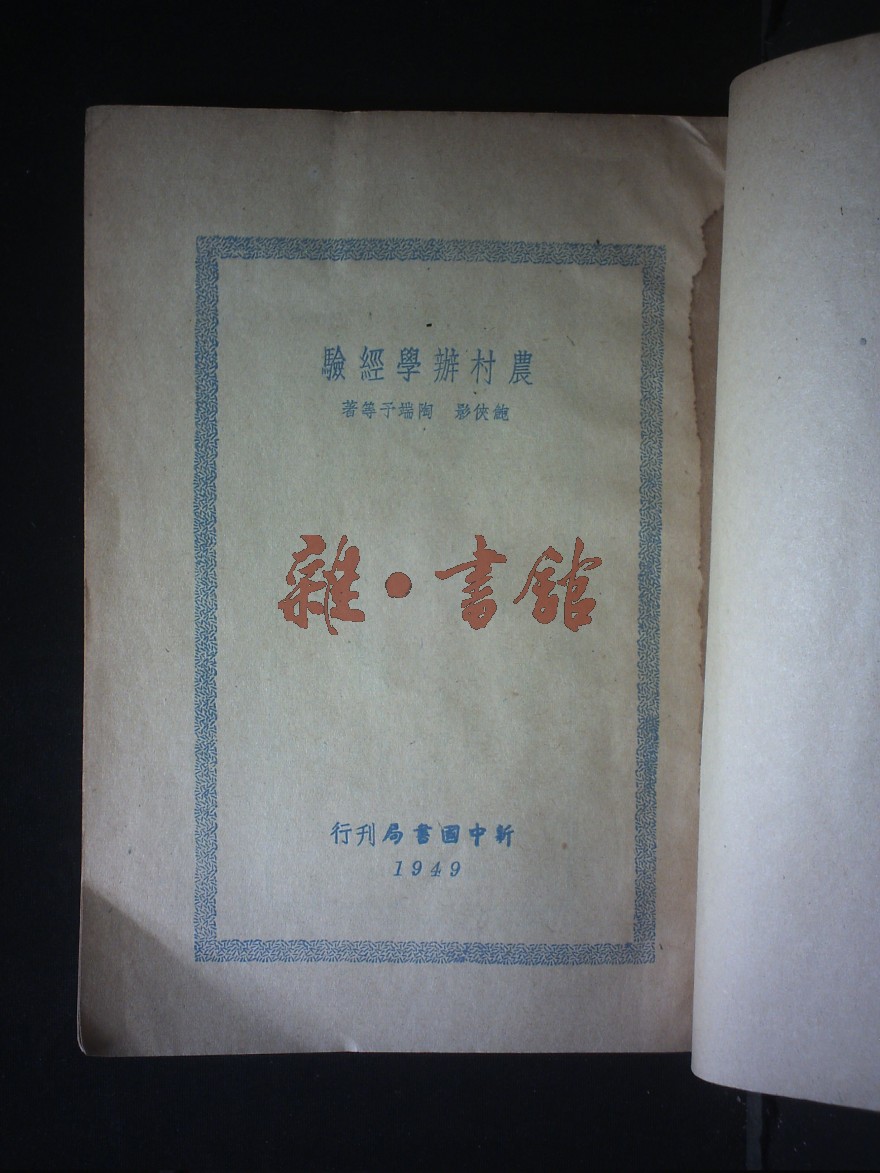 農村辦學經驗
鮑俠影 陶端予等著
雜·書館
新中國書局刊行
1949